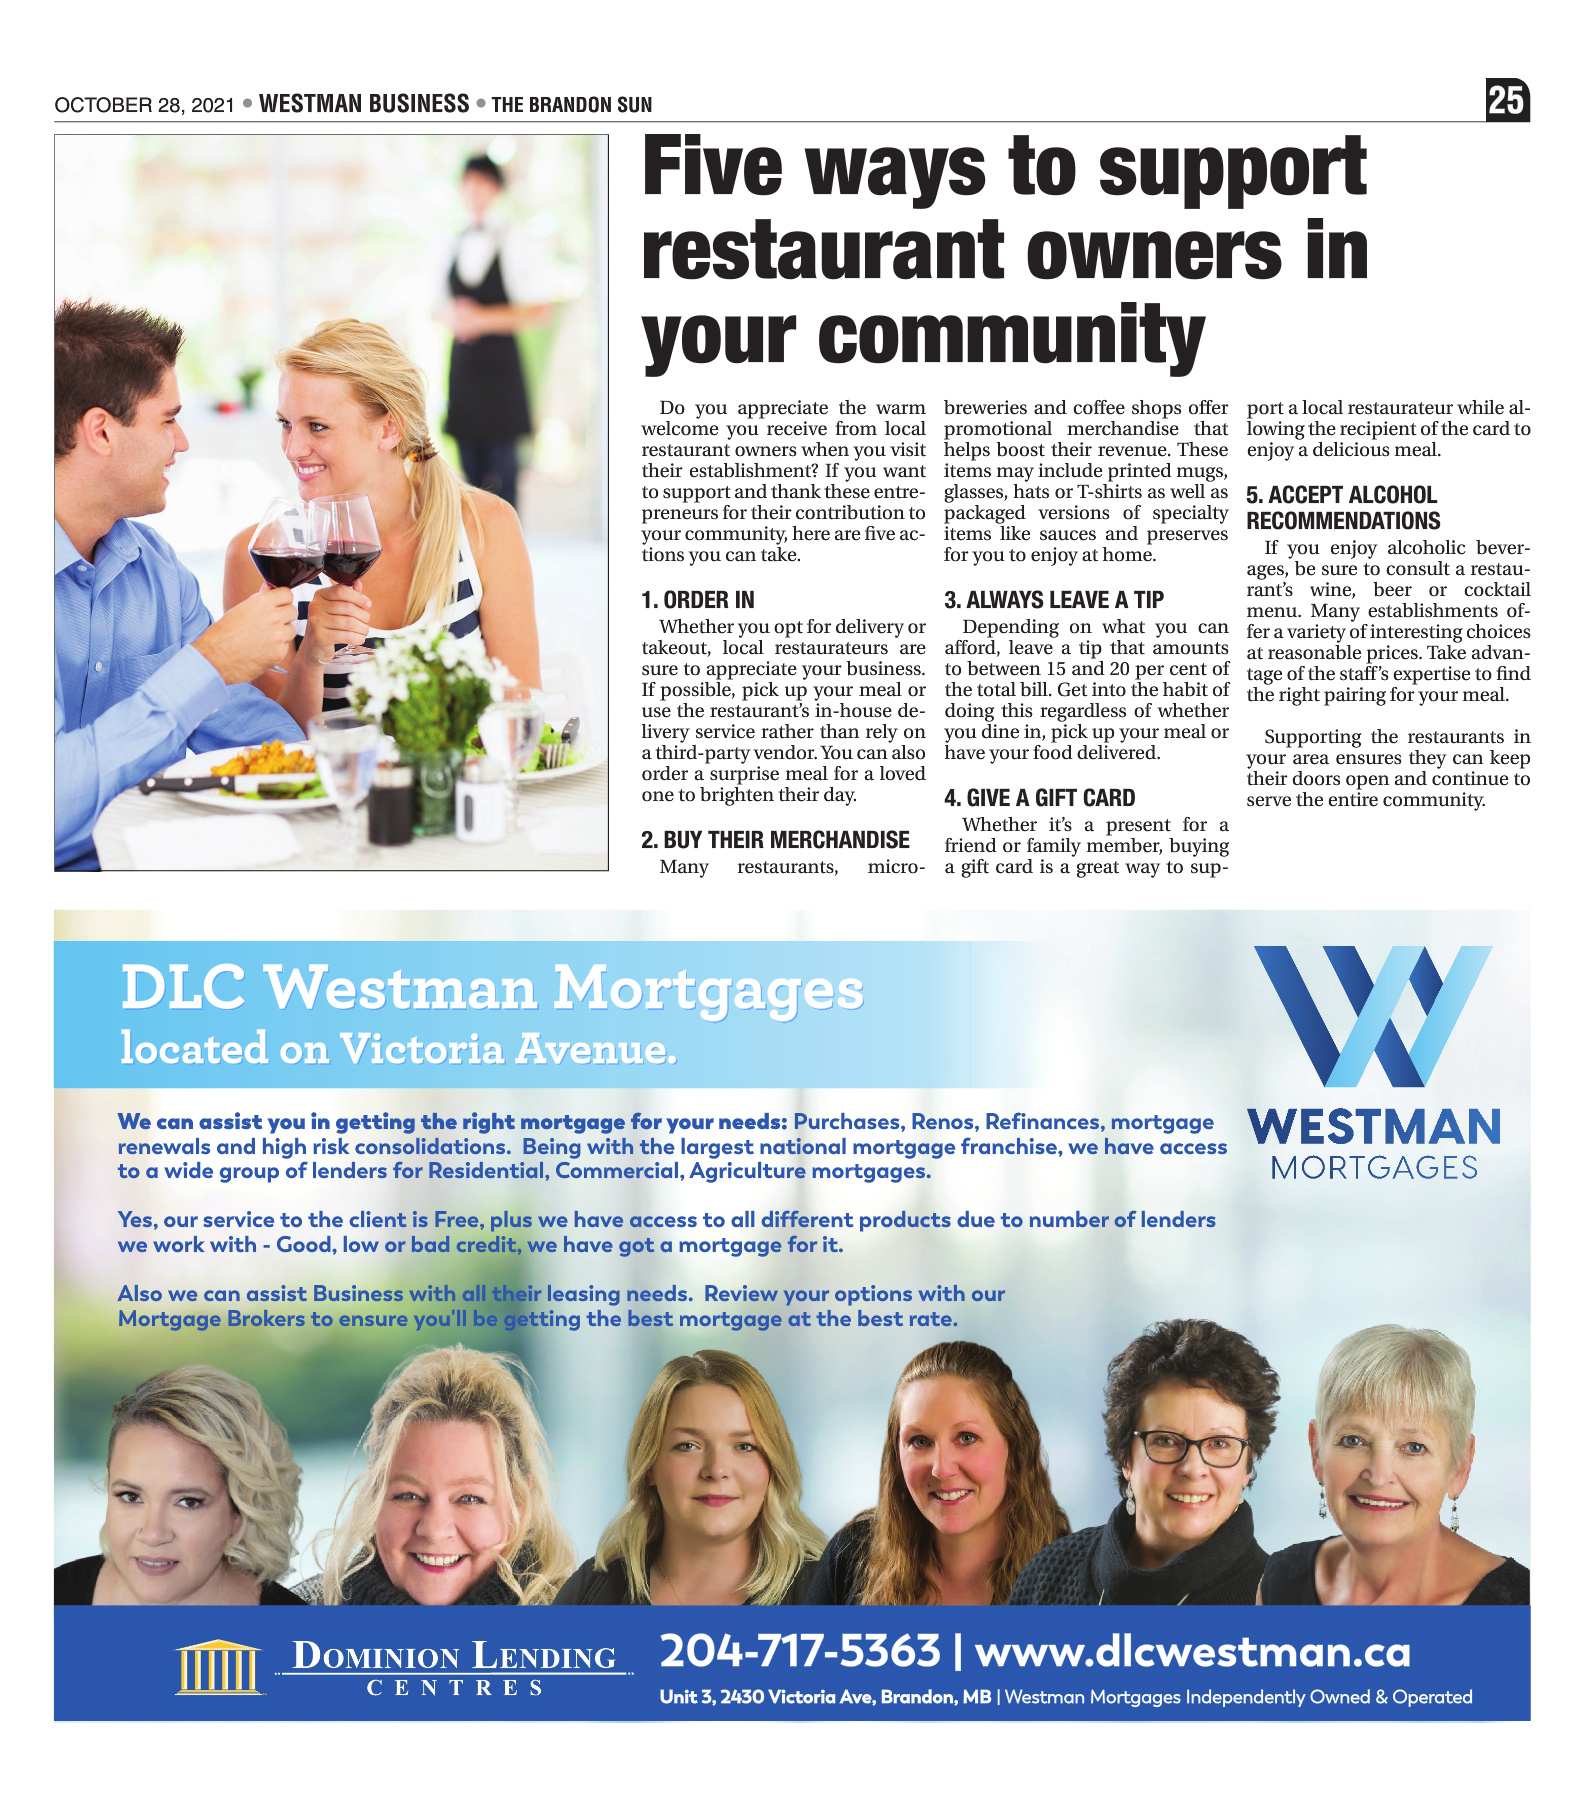 OCTOBER 28, 2021 • WESTMAN BUSINESS • THE BRANDON SUN
25
Five ways to support
restaurant owners in
your community
Do you appreciate the warm
welcome you receive from local
restaurant owners when you visit
their establishment? If you want
to support and thank these entre-
preneurs for their contribution to
your community, here are five ac-
tions you can take.
1. ORDER IN
Whether you opt for delivery or
takeout, local restaurateurs are
sure to appreciate your business.
If possible, pick up your meal or
use the restaurant's in-house de-
livery service rather than rely on
a third-party vendor. You can also
order a surprise meal for a loved
one to brighten their day.
2. BUY THEIR MERCHANDISE
Many restaurants, micro-
breweries and coffee shops offer
promotional merchandise that
helps boost their revenue. These
items may include printed mugs,
glasses, hats or T-shirts as well as
packaged versions of specialty
items like sauces and preserves
for you to enjoy at home.
3. ALWAYS LEAVE A TIP
Depending on what you can
afford, leave a tip that amounts
to between 15 and 20 per cent of
the total bill. Get into the habit of
doing this regardless of whether
you dine in, pick up your meal or
have your food delivered.
4. GIVE A GIFT CARD
Whether it's a present for a
friend or family member, buying
a gift card is a great way to sup-
port a local restaurateur while al-
lowing the recipient of the card to
enjoy a delicious meal.
5. ACCEPT ALCOHOL
RECOMMENDATIONS
If you enjoy alcoholic bever-
ages, be sure to consult a restau-
rant's wine, beer or cocktail
menu. Many establishments of-
fer a variety of interesting choices
at reasonable prices. Take advan-
tage of the staff's expertise to find
the right pairing for your meal.
Supporting the restaurants in
your area ensures they can keep
their doors open and continue to
serve the entire community.
DLC Westman Mortgages
located on Victoria Avenue.
WESTMAN
MORTGAGES
We can assist you in getting the right mortgage for your needs: Purchases, Renos, Refinances, mortgage
renewals and high risk consolidations. Being with the largest national mortgage franchise, we have access
to a wide group of lenders for Residential, Commercial, Agriculture mortgages.
Yes, our service to the client is Free, plus we have access to all different products due to number of lenders
we work with - Good, low or bad credit, we have got a mortgage for it.
Also we can assist Business with all their leasing needs. Review your options with our
Mortgage Brokers to ensure you'll be getting the best mortgage at the best rate.
DOMINION LENDING
CENTRES
204-717-5363 | www.dlcwestman.ca
Unit 3, 2430 Victoria Ave, Brandon, MB | Westman Mortgages Independently Owned & Operated